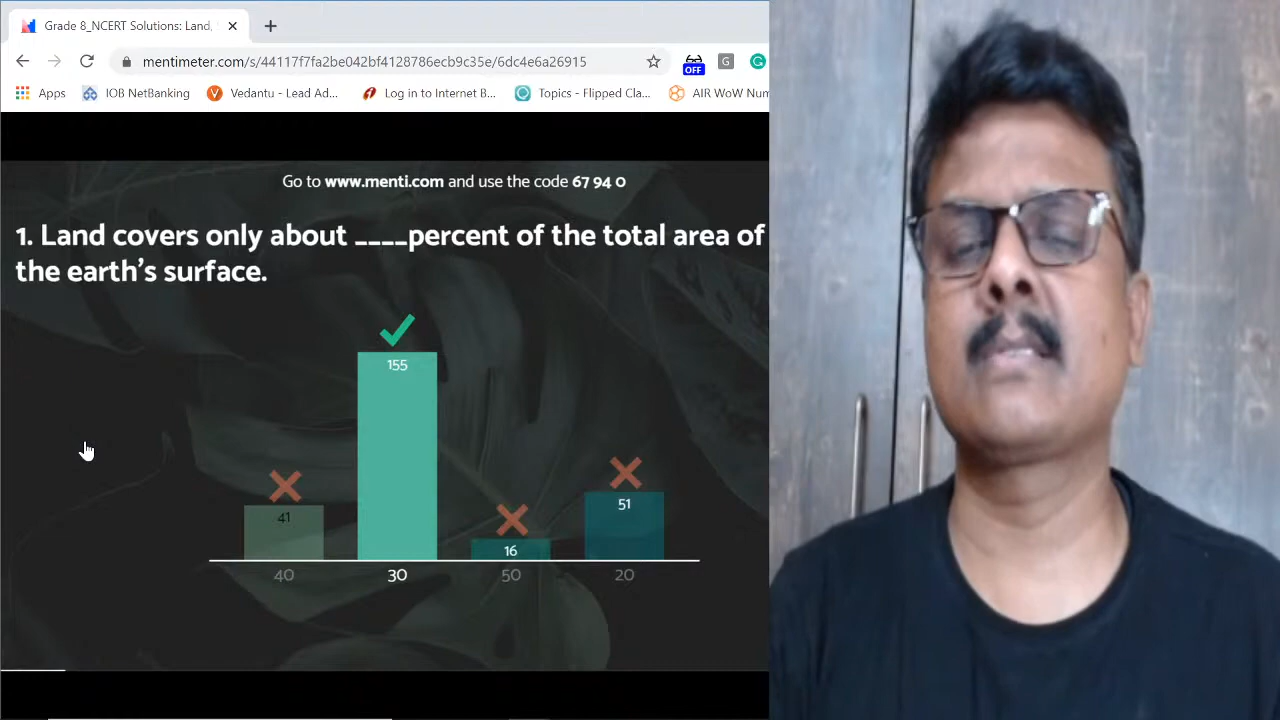 Grade 8_NCERT Solutions: Land,
mentimeter.com/s/44117f7fa2be042bf4128760ecb9c35e/6dc4e6a26915
OFF
G
G
Apps
IOB NetBanking
Vedantu - Lead Ad...
Log in to Internet B...
Topics - Flipped Cla...
AIR WoW Num
Go to www.menti.com and use the code 67 94 0
1. Land covers only about ____percent of the total area of
the earth's surface.
155
41
16
51
40
30
50
20